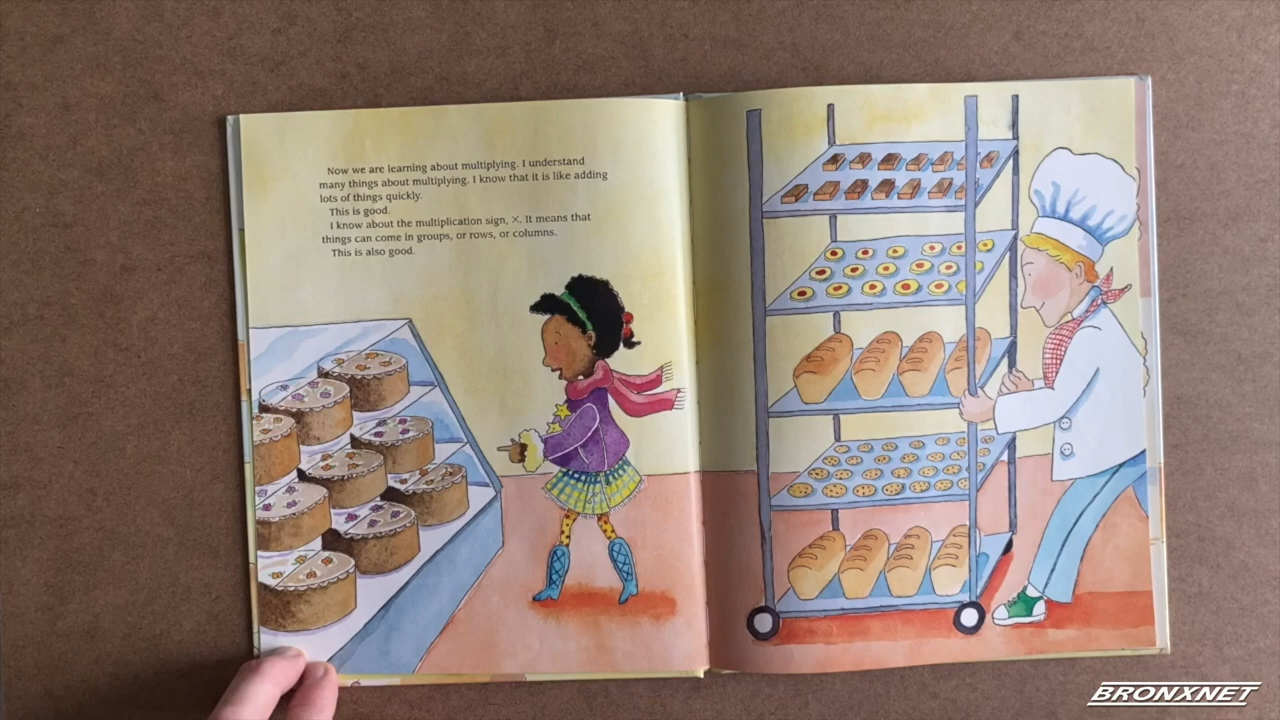 Now we are learning about multiplying. I understand
many things about multiplying. I know that it is like adding
lots of things quickly.
This is good.
I know about the multiplication sign, ×. It means that
things can come in groups, or rows, or columns.
This is also good.
BRONXNET